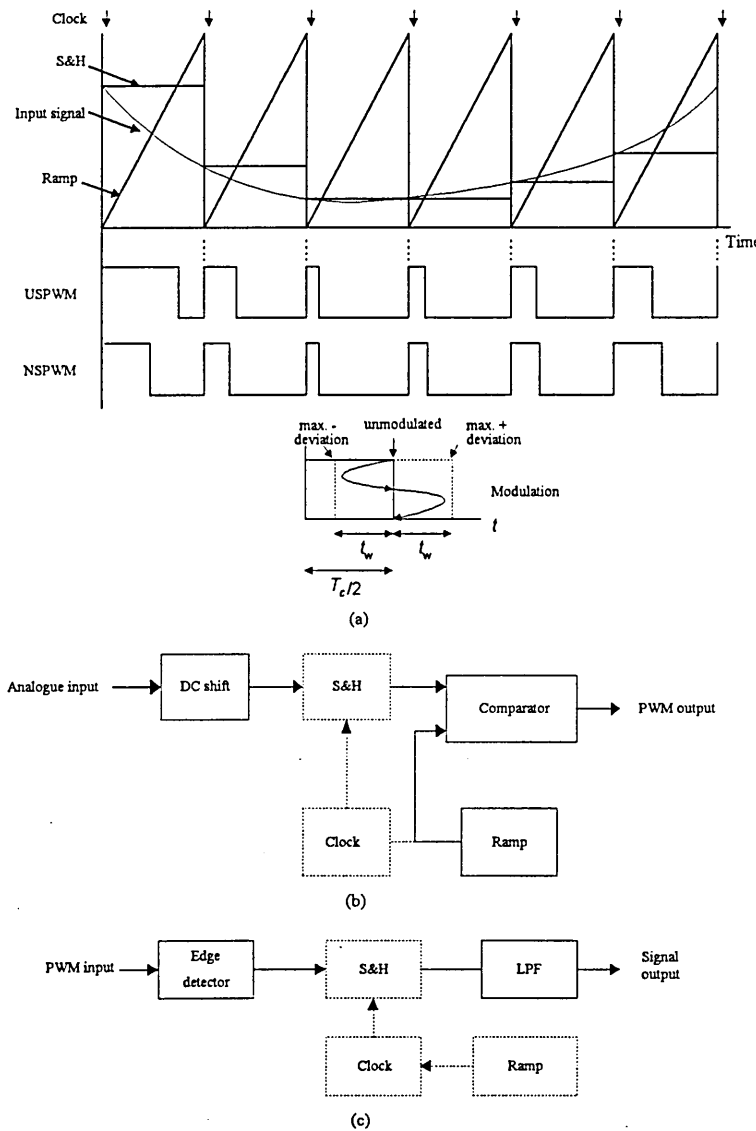 Clock
S&H
Input signal
Ramp
Time
USPWM
NSPWM
max. - deviation
unmodulated
max. + deviation
Modulation
t
t_w
t_w
T_c/2
(a)
Analogue input
DC shift
S&H
Comparator
PWM output
Clock
Ramp
(b)
PWM input
Edge
detector
S&H
LPF
Signal
output
Clock
Ramp
(c)